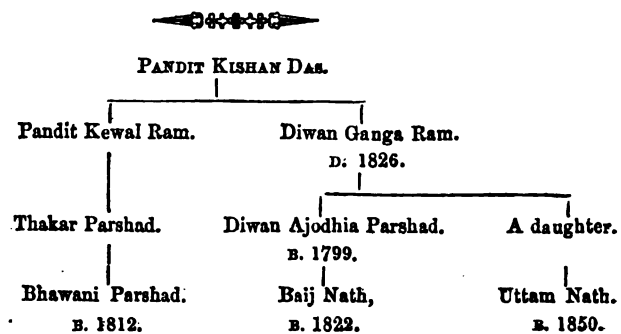 PANDIT KISHAN DAS.
Pandit Kewal Ram. Diwan Ganga Ram.
D. 1826.
Thakar Parshad. Diwan Ajodhia Parshad. A daughter.
B. 1799.
Bhawani Parshad. Baij Nath, Uttam Nath.
B. 1812. B. 1822. B. 1850.